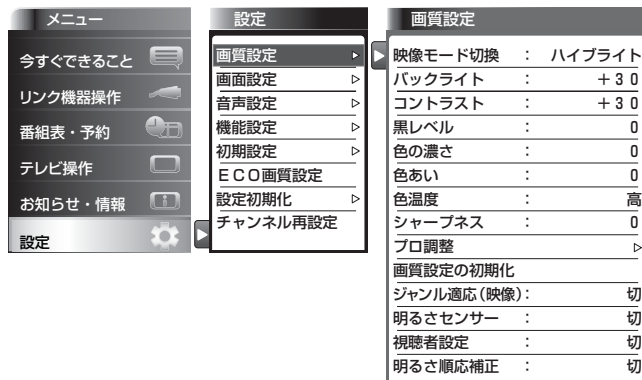 メニュー
今すぐできること
リンク機器操作
番組表・予約
テレビ操作
お知らせ・情報
設定
設定
画質設定
画面設定
音声設定
機能設定
初期設定
ＥＣＯ画質設定
設定初期化
チャンネル再設定
画質設定
映像モード切換 ： ハイブライト
バックライト ： ＋３０
コントラスト ： ＋３０
黒レベル ： ０
色の濃さ ： ０
色あい ： ０
色温度 ： 高
シャープネス ： ０
プロ調整
画質設定の初期化
ジャンル適応（映像）： 切
明るさセンサー ： 切
視聴者設定 ： 切
明るさ順応補正 ： 切